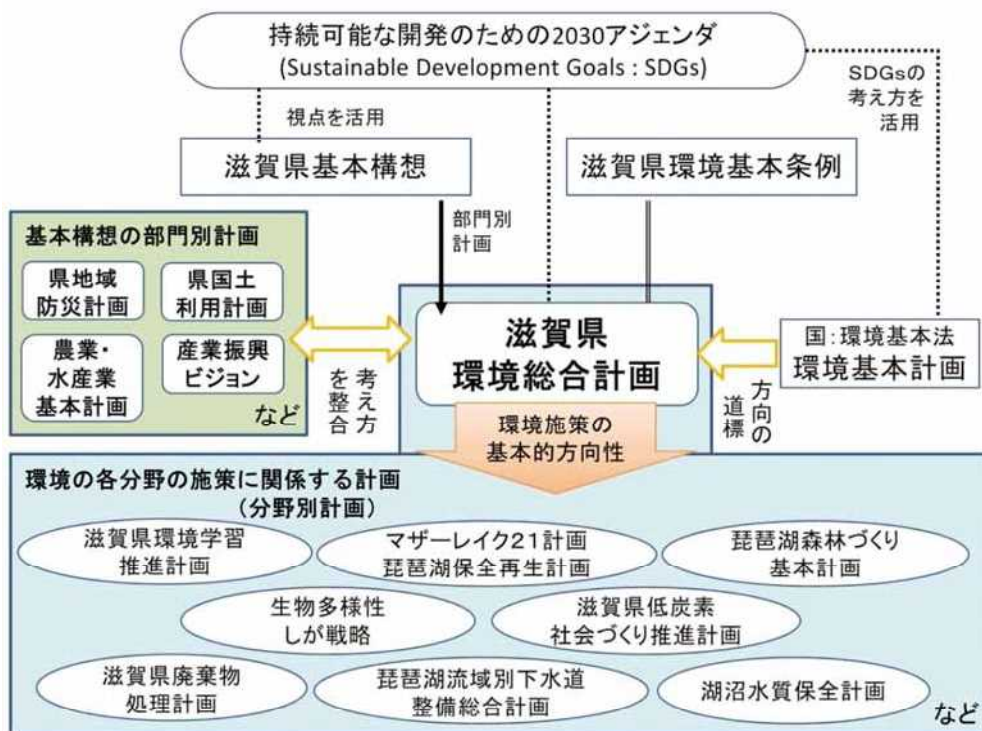 持続可能な開発のための2030アジェンダ
(Sustainable Development Goals : SDGs)
視点を活用
SDGsの
考え方を
活用
滋賀県基本構想
滋賀県環境基本条例
部門別
計画
基本構想の部門別計画
県地域
防災計画
県国土
利用計画
農業・
水産業
基本計画
産業振興
ビジョン
など
考え方
を整合
滋賀県
環境総合計画
国:環境基本法
環境基本計画
方向の
道標
環境施策の
基本的方向性
環境の各分野の施策に関係する計画
(分野別計画)
滋賀県環境学習
推進計画
マザーレイク21計画
琵琶湖保全再生計画
琵琶湖森林づくり
基本計画
生物多様性
しが戦略
滋賀県低炭素
社会づくり推進計画
滋賀県廃棄物
処理計画
琵琶湖流域別下水道
整備総合計画
湖沼水質保全計画
など